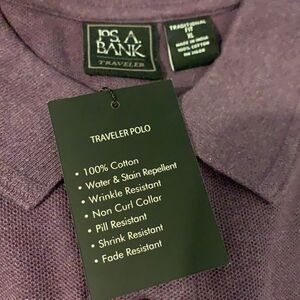 JOS. A.
BANK
TRAVELER
TRADITIONAL
FIT
XL
MADE IN INDIA
100% COTTON
TRAVELER POLO
• 100% Cotton
• Water & Stain Repellent
• Wrinkle Resistant
• Non Curl Collar
• Pill Resistant
• Shrink Resistant
• Fade Resistant